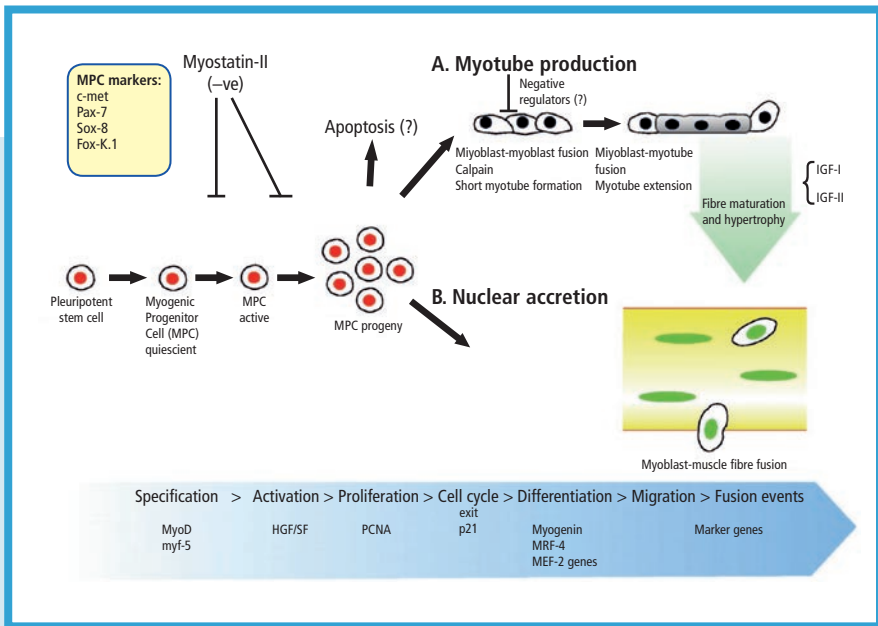 MPC markers:
c-met
Pax-7
Sox-8
Fox-K.1
Myostatin-II
(–ve)
Apoptosis (?)
A. Myotube production
Negative
regulators (?)
Miyoblast-myoblast fusion
Calpain
Short myotube formation
Miyoblast-myotube
fusion
Myotube extension
IGF-I
IGF-II
Fibre maturation
and hypertrophy
Pleuripotent
stem cell
Myogenic
Progenitor
Cell (MPC)
quiescient
MPC
active
MPC progeny
B. Nuclear accretion
Myoblast-muscle fibre fusion
Specification > Activation > Proliferation > Cell cycle > Differentiation > Migration > Fusion events
exit
MyoD
myf-5
HGF/SF
PCNA
p21
Myogenin
MRF-4
MEF-2 genes
Marker genes